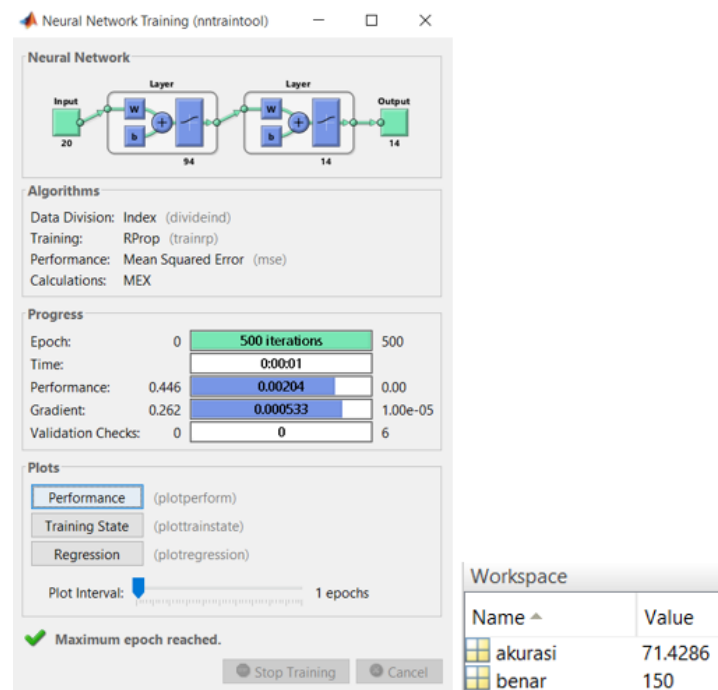 Neural Network Training (nntraintool)
Neural Network
Layer Layer
Input Output
W W
b b
20 94 14 14
Algorithms
Data Division: Index (divideind)
Training: RProp (trainrp)
Performance: Mean Squared Error (mse)
Calculations: MEX
Progress
Epoch: 0 500 iterations 500
Time: 0:00:01
Performance: 0.446 0.00204 0.00
Gradient: 0.262 0.000533 1.00e-05
Validation Checks: 0 0 6
Plots
Performance (plotperform)
Training State (plottrainstate)
Regression (plotregression)
Plot Interval: 1 epochs
Maximum epoch reached.
Stop Training Cancel
Workspace
Name Value
akurasi 71.4286
benar 150